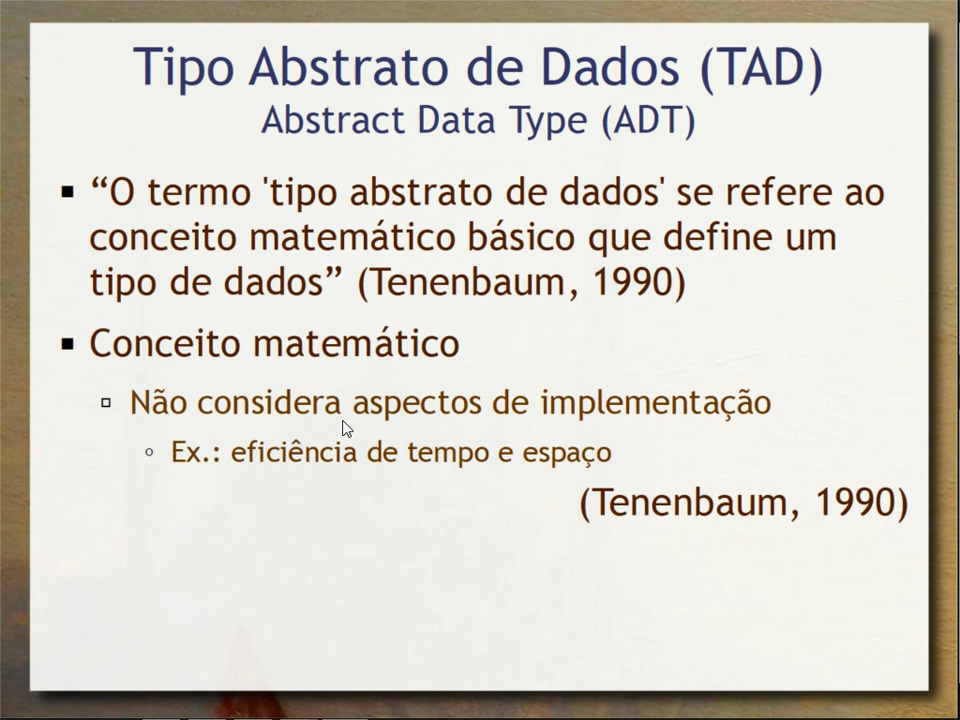 Tipo Abstrato de Dados (TAD)
Abstract Data Type (ADT)
“O termo 'tipo abstrato de dados' se refere ao
conceito matemático básico que define um
tipo de dados” (Tenenbaum, 1990)
Conceito matemático
Não considera aspectos de implementação
Ex.: eficiência de tempo e espaço
(Tenenbaum, 1990)